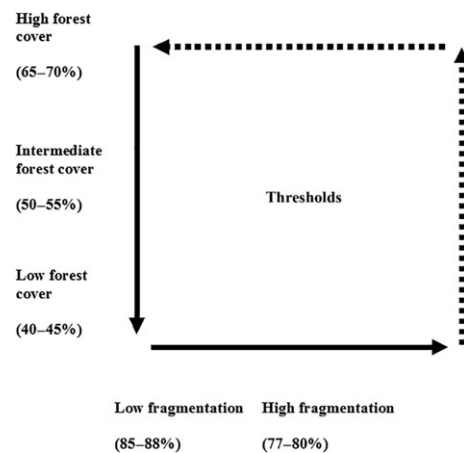 High forest
cover
(65–70%)
Intermediate
forest cover
(50–55%)
Thresholds
Low forest
cover
(40–45%)
Low fragmentation High fragmentation
(85–88%) (77–80%)